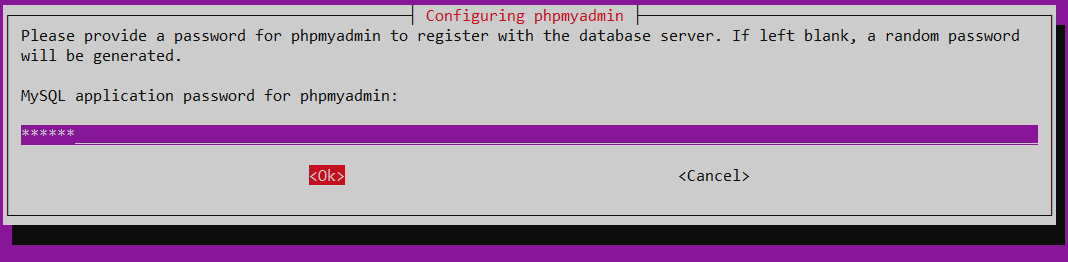 Configuring phpmyadmin
Please provide a password for phpmyadmin to register with the database server. If left blank, a random password
will be generated.
MySQL application password for phpmyadmin:
******
<Ok> <Cancel>